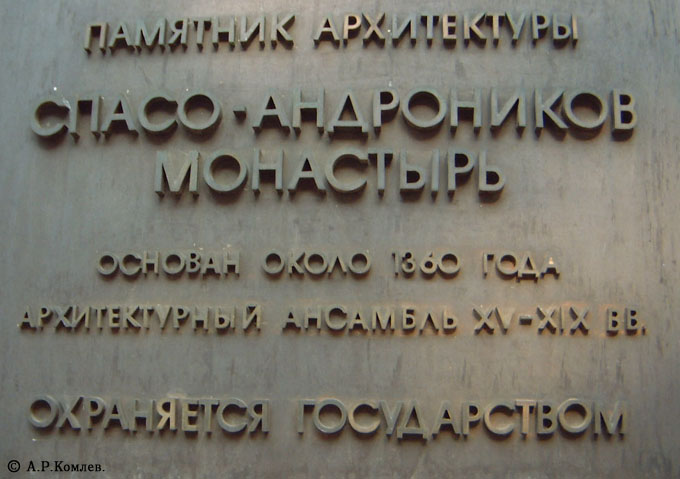 ПАМЯТНИК АРХИТЕКТУРЫ
СПАСО-АНДРОНИКОВ
МОНАСТЫРЬ
ОСНОВАН ОКОЛО 1360 ГОДА
АРХИТЕКТУРНЫЙ АНСАМБЛЬ XV-XIX ВВ.
ОХРАНЯЕТСЯ ГОСУДАРСТВОМ
© А.Р.Комлев.